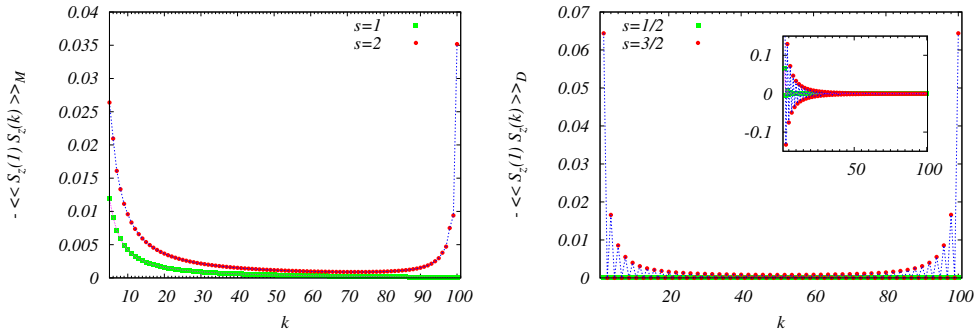 - << S_z(1) S_z(k) >>_M
0.04
0.035
0.03
0.025
0.02
0.015
0.01
0.005
0
10 20 30 40 50 60 70 80 90 100
k
s=1
s=2
- << S_z(1) S_z(k) >>_D
0.07
0.06
0.05
0.04
0.03
0.02
0.01
0
20 40 60 80 100
k
s=1/2
s=3/2
0.1
0
-0.1
50 100